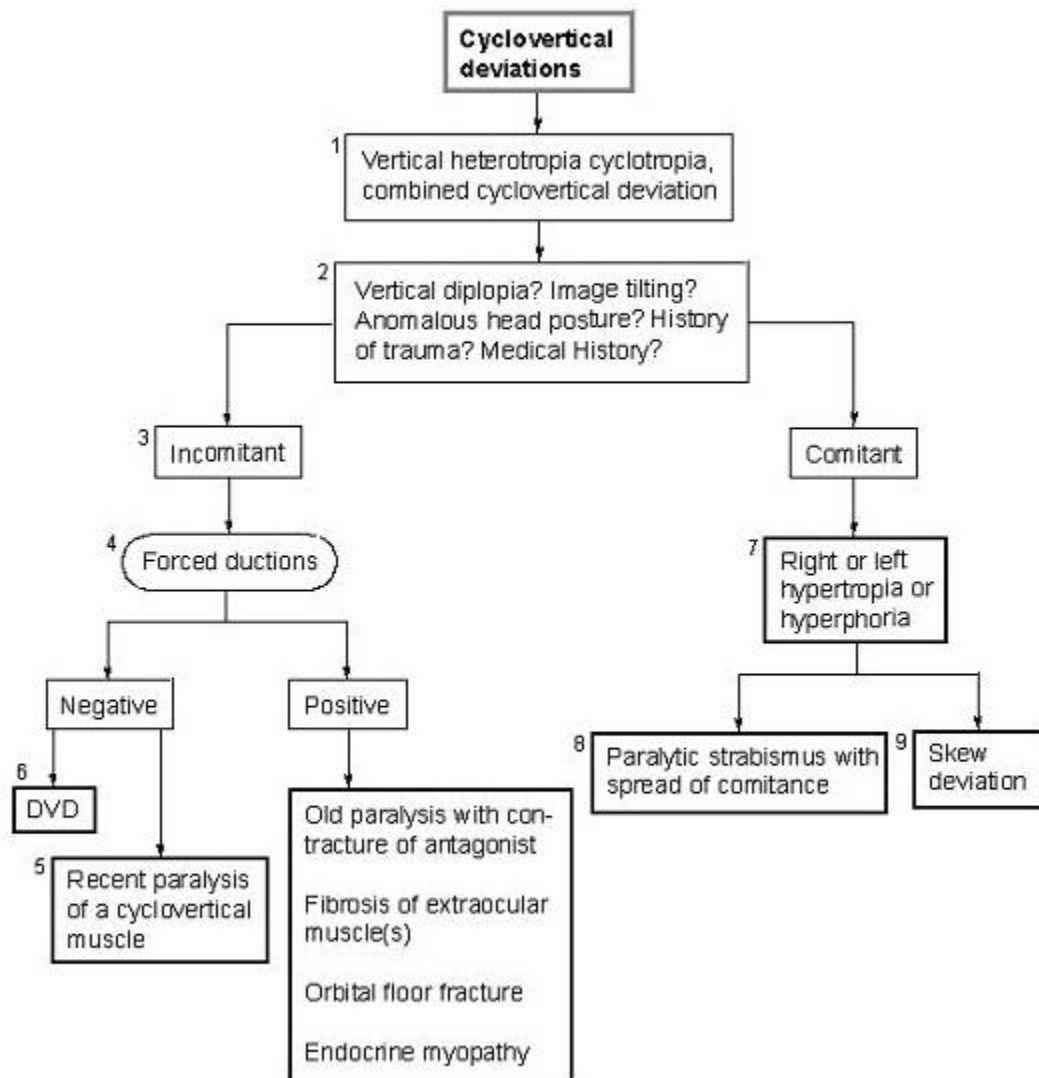 Cyclovertical
deviations
1
Vertical heterotropia cyclotropia,
combined cyclovertical deviation
2
Vertical diplopia? Image tilting?
Anomalous head posture? History
of trauma? Medical History?
3
Incomitant
Comitant
4
Forced ductions
7
Right or left
hypertropia or
hyperphoria
Negative
Positive
6
DVD
5
Recent paralysis
of a cyclovertical
muscle
Old paralysis with con-
tracture of antagonist
Fibrosis of extraocular
muscle(s)
Orbital floor fracture
Endocrine myopathy
8
Paralytic strabismus with
spread of comitance
9
Skew
deviation